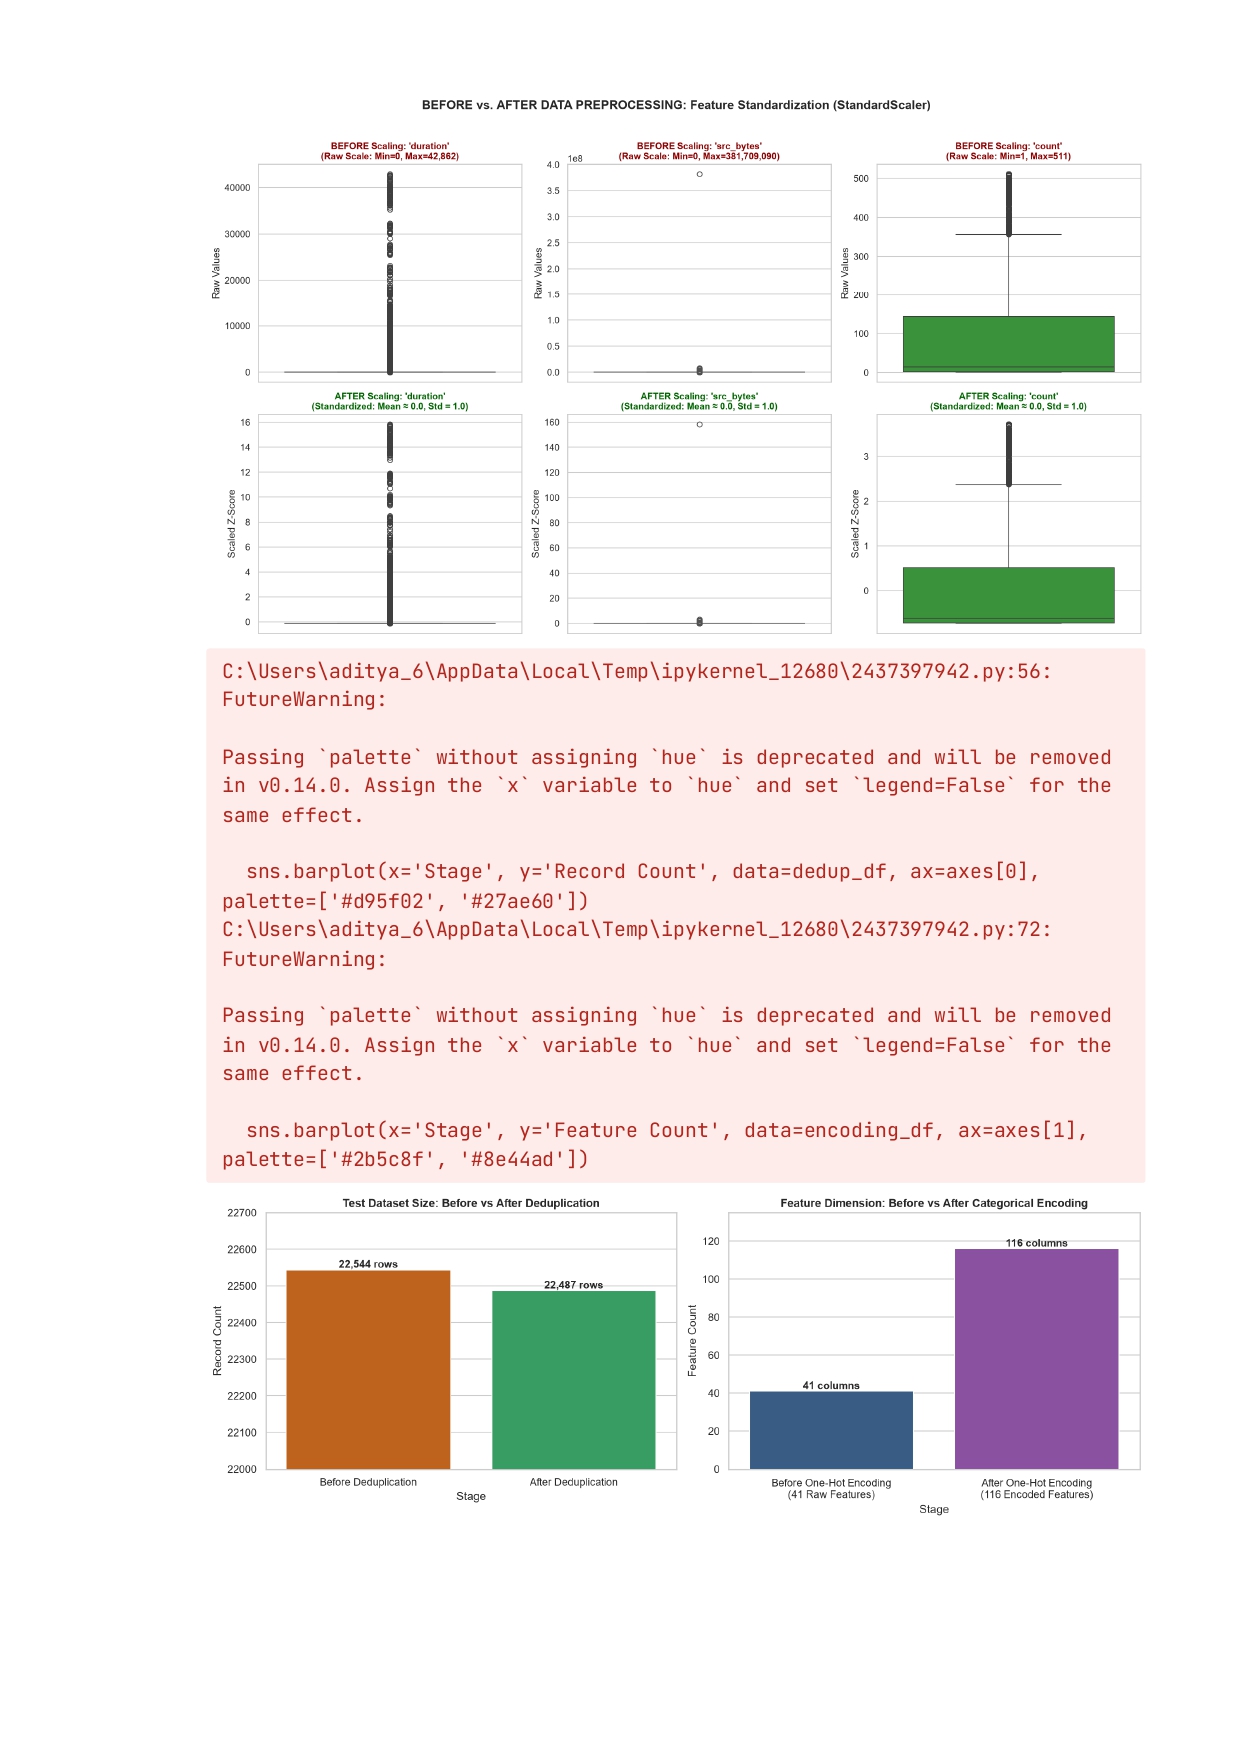 BEFORE vs. AFTER DATA PREPROCESSING: Feature Standardization (StandardScaler)
BEFORE Scaling: 'duration'
(Raw Scale: Min=0, Max=42,862)
40000
30000
20000
10000
0
Raw Values
BEFORE Scaling: 'src_bytes'
(Raw Scale: Min=0, Max=381,709,090)
1e8
4.0
3.5
3.0
2.5
2.0
1.5
1.0
0.5
0
Raw Values
BEFORE Scaling: 'count'
(Raw Scale: Min=1, Max=511)
500
400
300
200
100
0
Raw Values
AFTER Scaling: 'duration'
(Standardized: Mean ≈ 0.0, Std = 1.0)
16
14
12
10
8
6
4
2
0
Scaled Z-Score
AFTER Scaling: 'src_bytes'
(Standardized: Mean ≈ 0.0, Std = 1.0)
160
140
120
100
80
60
40
20
0
Scaled Z-Score
AFTER Scaling: 'count'
(Standardized: Mean ≈ 0.0, Std = 1.0)
3
2
1
0
Scaled Z-Score
C:\Users\aditya_6\AppData\Local\Temp\ipykernel_12680\2437397942.py:56:
FutureWarning:
Passing `palette` without assigning `hue` is deprecated and will be removed
in v0.14.0. Assign the `x` variable to `hue` and set `legend=False` for the
same effect.
sns.barplot(x='Stage', y='Record Count', data=dedup_df, ax=axes[0],
palette=['#d95f02', '#27ae60'])
C:\Users\aditya_6\AppData\Local\Temp\ipykernel_12680\2437397942.py:72:
FutureWarning:
Passing `palette` without assigning `hue` is deprecated and will be removed
in v0.14.0. Assign the `x` variable to `hue` and set `legend=False` for the
same effect.
sns.barplot(x='Stage', y='Feature Count', data=encoding_df, ax=axes[1],
palette=['#2b5c8f', '#8e44ad'])
Test Dataset Size: Before vs After Deduplication
22700
22600
22500
22400
22300
22200
22100
22000
Record Count
22,544 rows
22,487 rows
Before Deduplication
After Deduplication
Stage
Feature Dimension: Before vs After Categorical Encoding
120
100
80
60
40
20
0
Feature Count
116 columns
41 columns
Before One-Hot Encoding
(41 Raw Features)
After One-Hot Encoding
(116 Encoded Features)
Stage